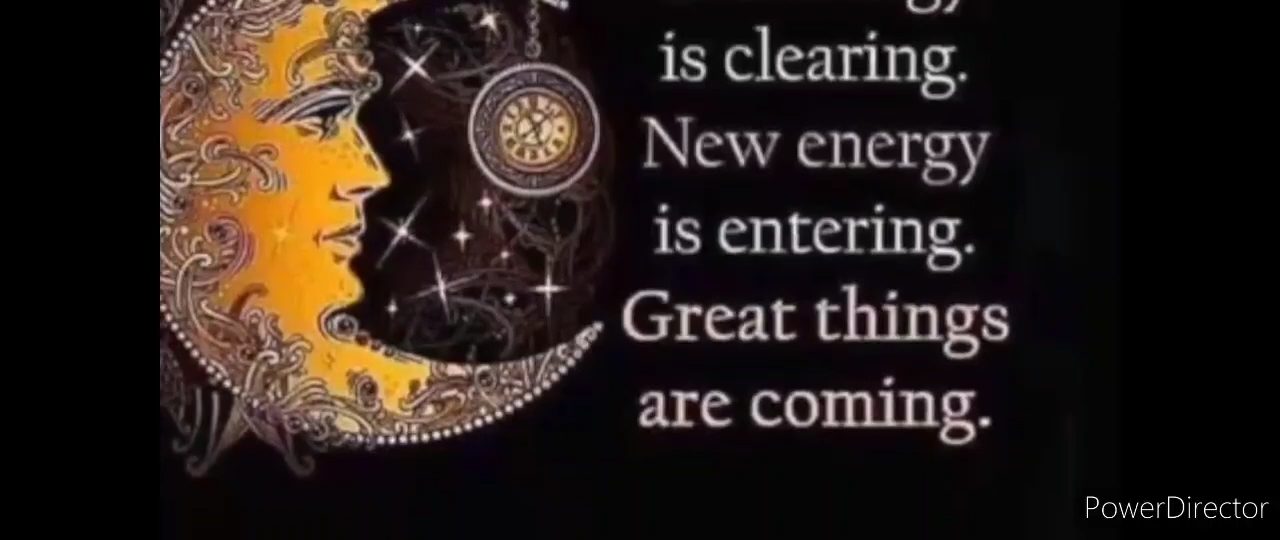 is clearing.
New energy
is entering.
Great things
are coming.
PowerDirector